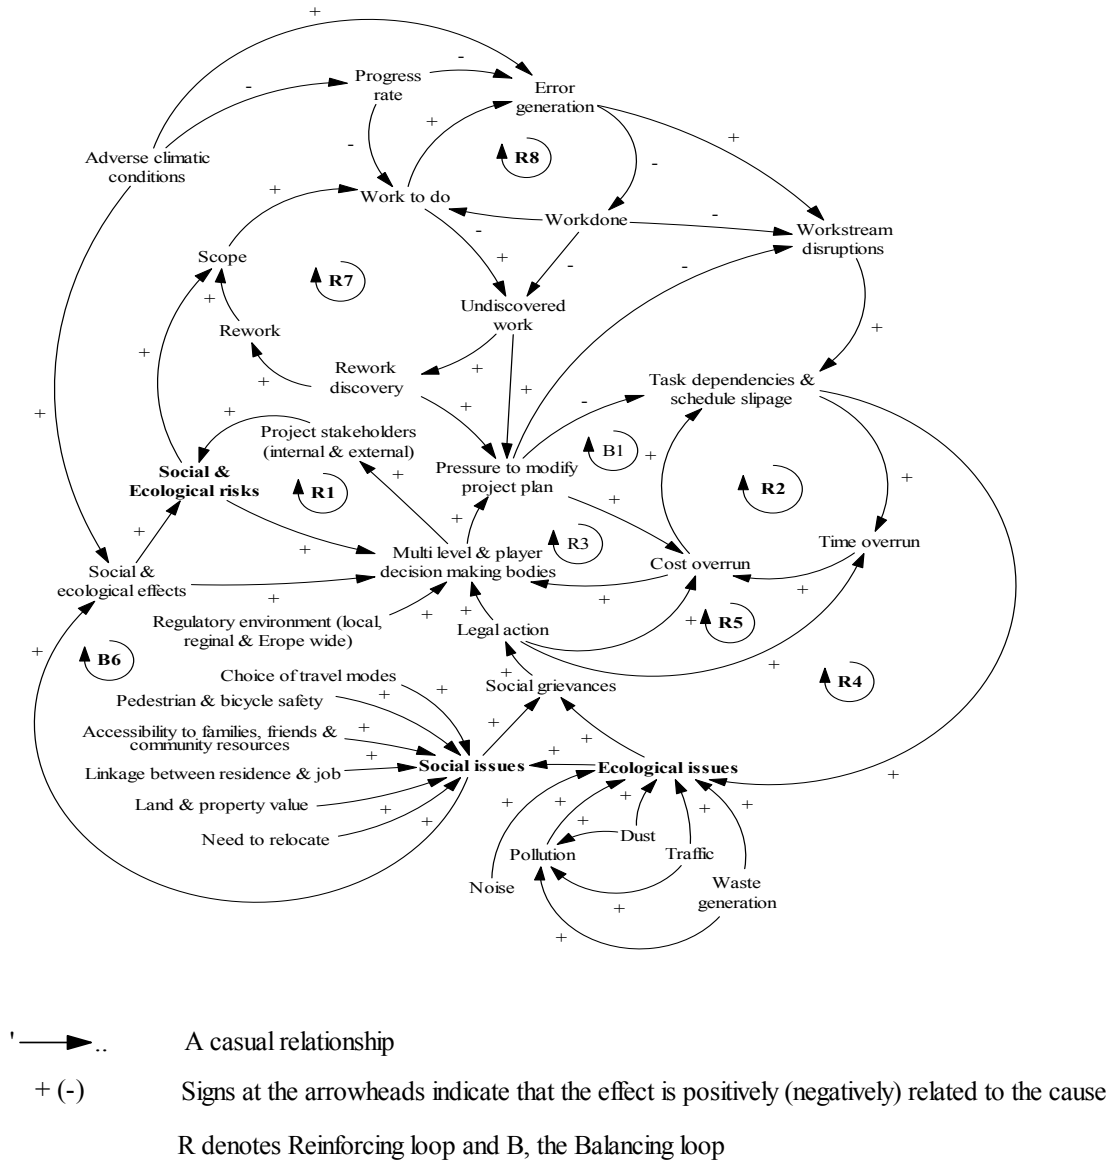 +
Progress
rate
-
-
Error
generation
+
+
Adverse climatic
conditions
-
R8
-
+
Work to do
Workdone
-
Workstream
disruptions
-
+
-
-
Scope
R7
Undiscovered
work
+
Rework
+
+
Rework
discovery
+
+
+
+
+
Task dependencies &
schedule slipage
-
+
Project stakeholders
(internal & external)
B1
+
Social &
Ecological risks
R1
+
Pressure to modify
project plan
R2
+
+
+
+
+
R3
Multi level & player
decision making bodies
Time overrun
Cost overrun
Social &
ecological effects
+
+
+
Regulatory environment (local,
reginal & Erope wide)
+
+
Legal action
+
R5
+
B6
+
R4
Choice of travel modes
Social grievances
Pedestrian & bicycle safety
+
+
+
+
Accessibility to families, friends &
community resources
+
+
+
Social issues
Ecological issues
Linkage between residence & job
+
+
Land & property value
+
+
+
+
+
Need to relocate
+
+
Dust
Pollution
Traffic
Noise
Waste
generation
+
+
' ..
A casual relationship
+ (-)
Signs at the arrowheads indicate that the effect is positively (negatively) related to the cause
R denotes Reinforcing loop and B, the Balancing loop